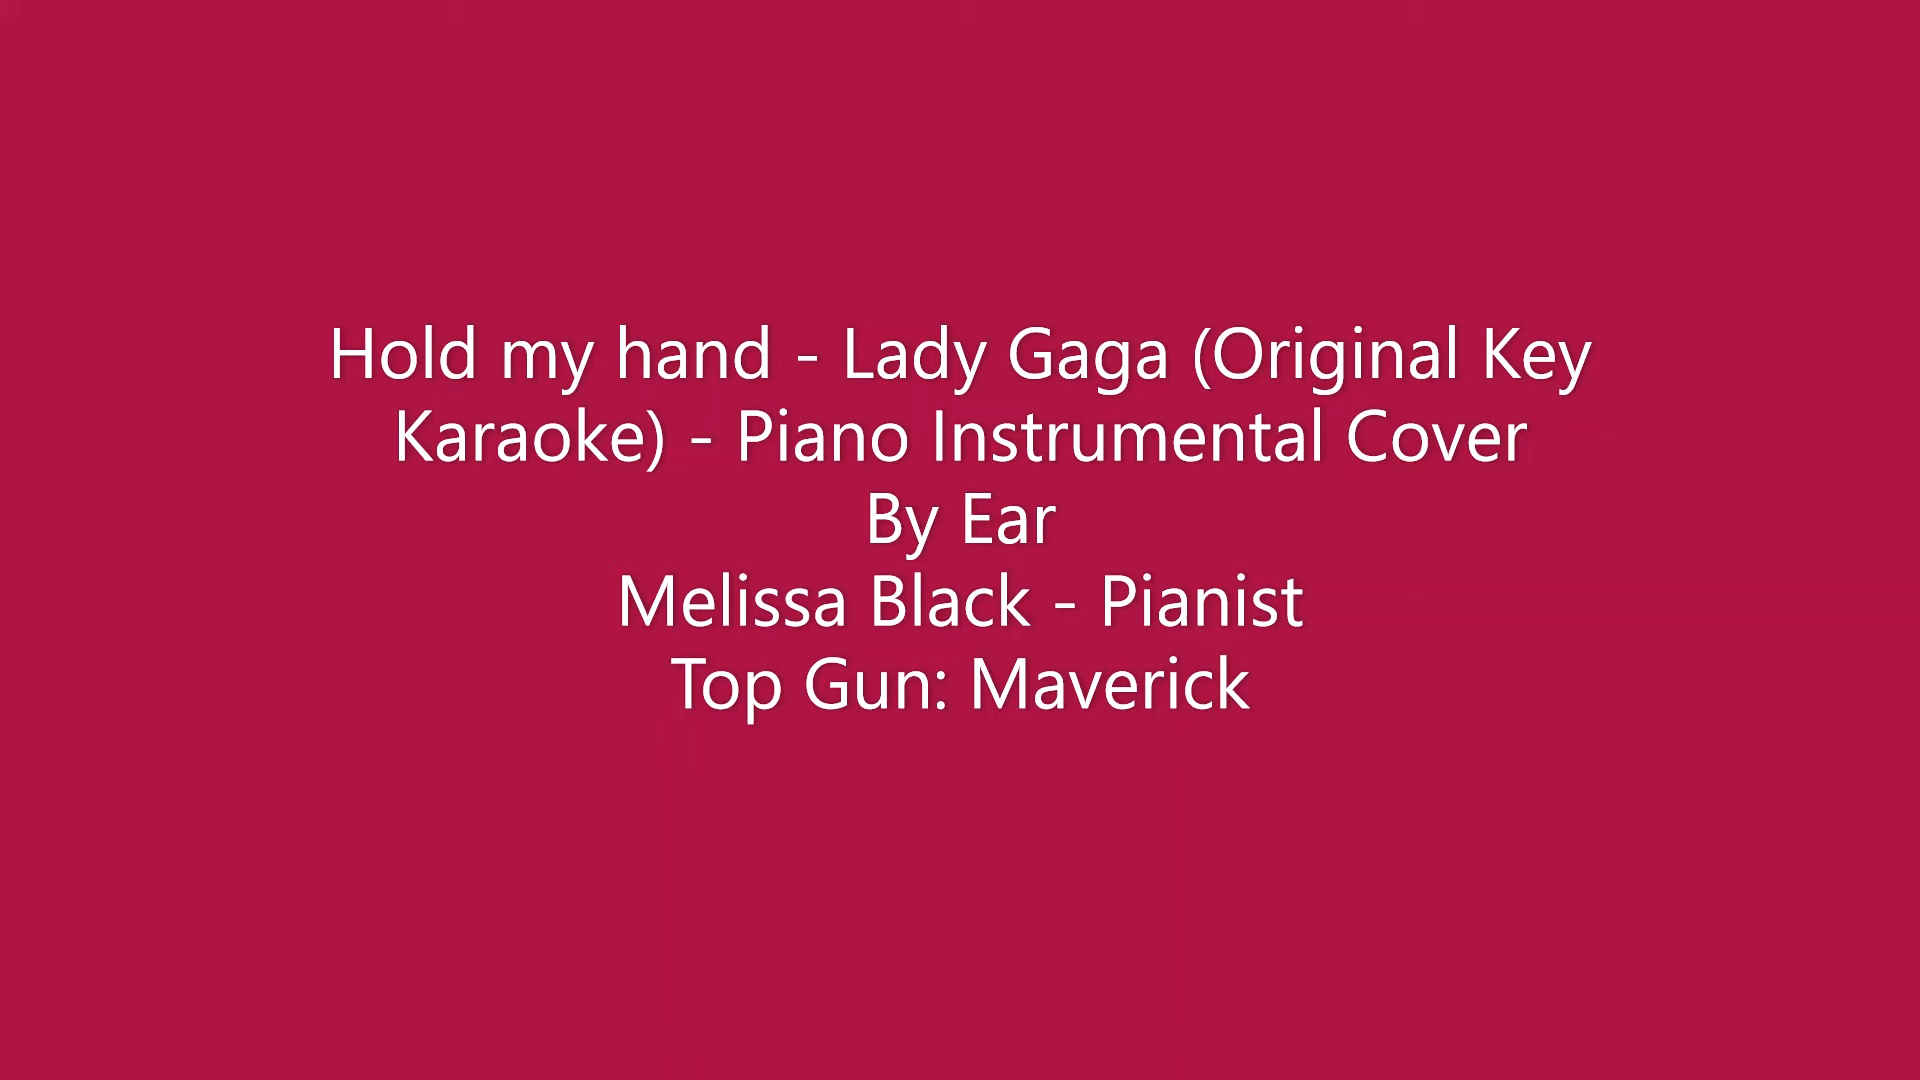 Hold my hand - Lady Gaga (Original Key
Karaoke) - Piano Instrumental Cover
By Ear
Melissa Black - Pianist
Top Gun: Maverick